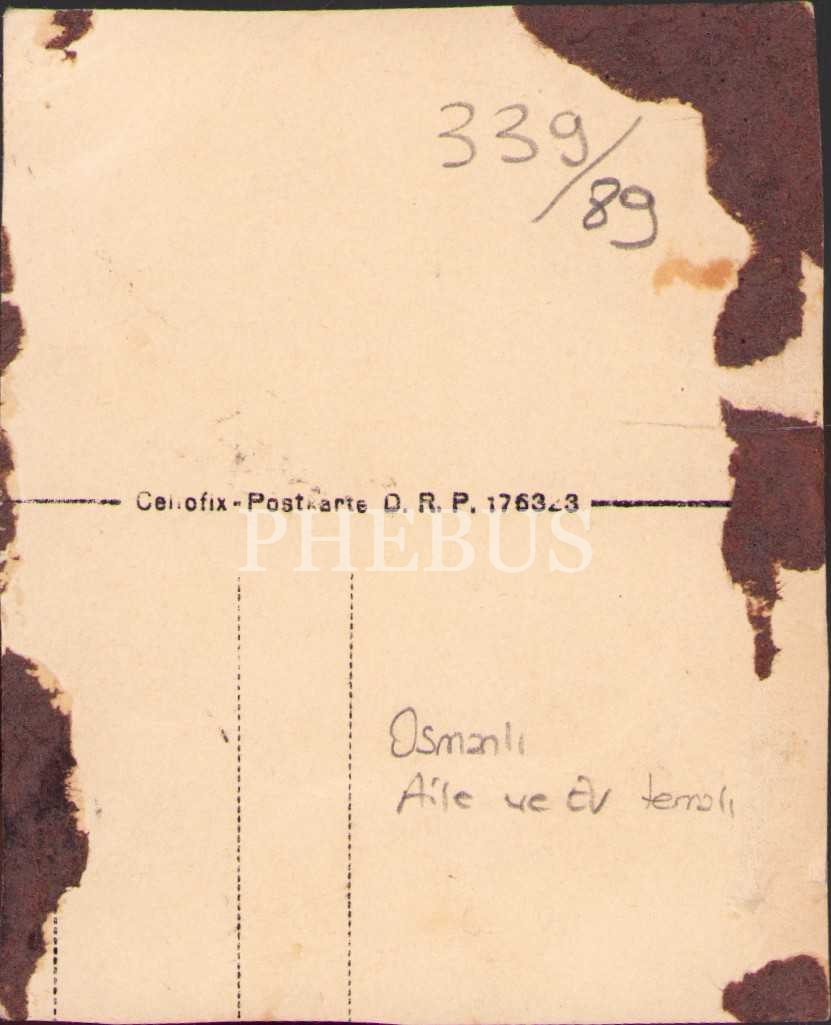 339/89
Cellofix-Postkarte D. R. P. 176323
PHEBUS
Osmanlı
Aile ve Ev temalı